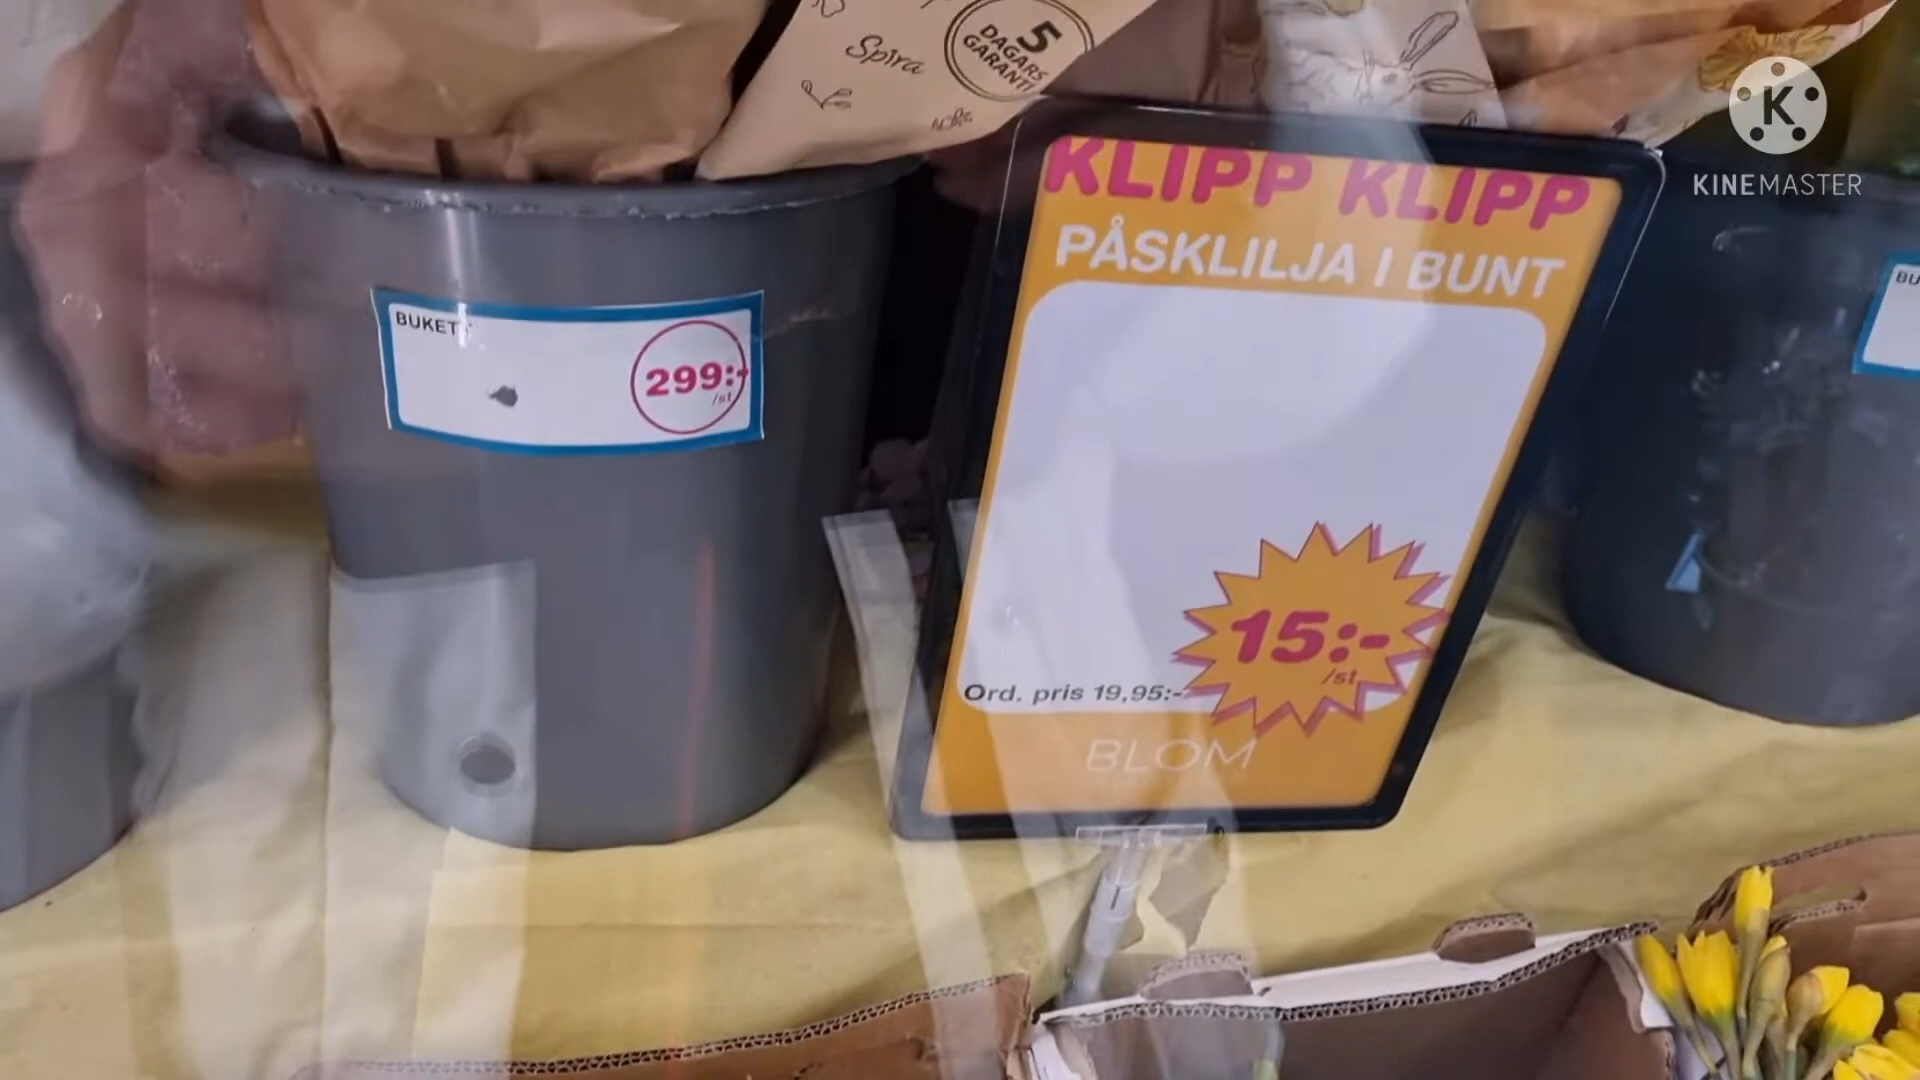 Spira
5
DAGARS
GARANTI
K
KINEMASTER
KLIPP KLIPP
PÅSKLILJA I BUNT
BUKETT
299:-
/st
BU
15:-
/st
Ord. pris 19,95:-
BLOM